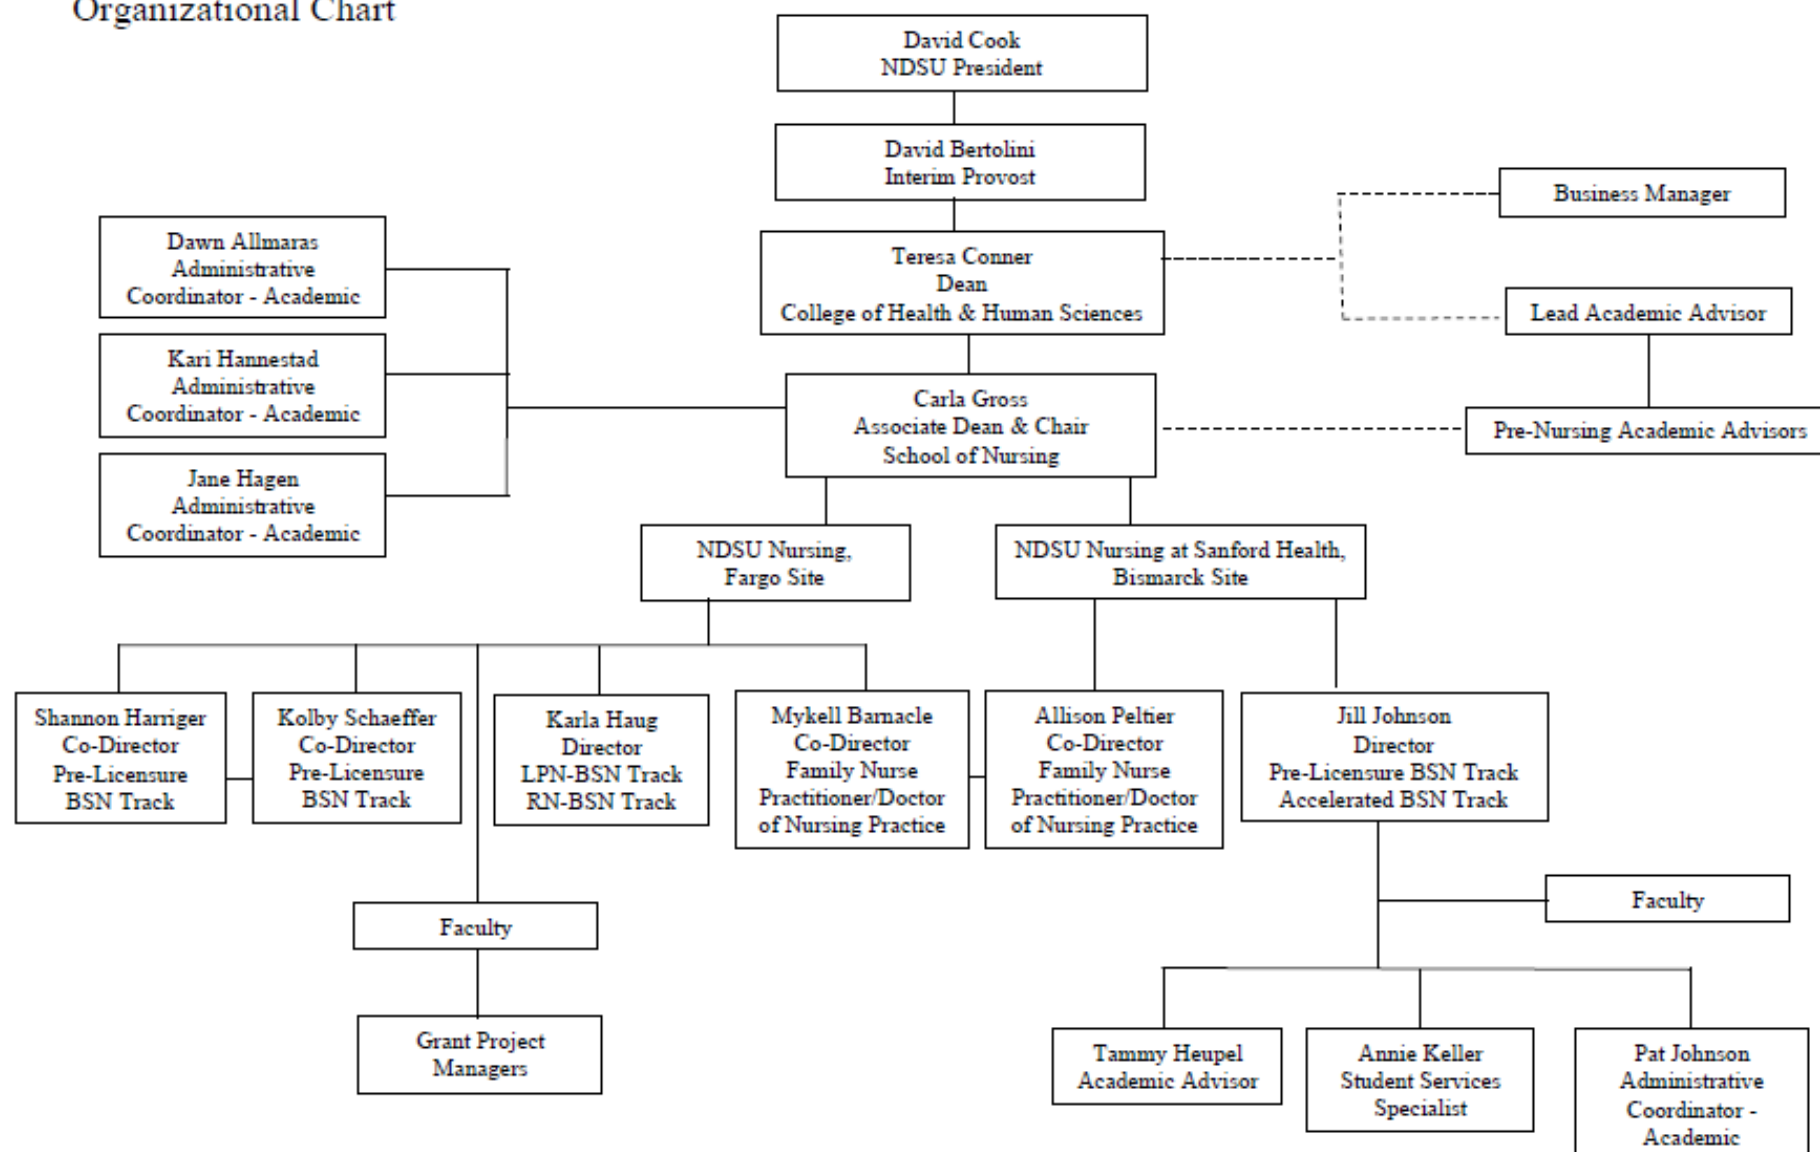 Organizational Chart
David Cook
NDSU President
David Bertolini
Interim Provost
Business Manager
Dawn Allmaras
Administrative
Coordinator - Academic
Teresa Conner
Dean
College of Health & Human Sciences
Lead Academic Advisor
Kari Hannestad
Administrative
Coordinator - Academic
Carla Gross
Associate Dean & Chair
School of Nursing
Pre-Nursing Academic Advisors
Jane Hagen
Administrative
Coordinator - Academic
NDSU Nursing,
Fargo Site
NDSU Nursing at Sanford Health,
Bismarck Site
Shannon Harriger
Co-Director
Pre-Licensure
BSN Track
Kolby Schaeffer
Co-Director
Pre-Licensure
BSN Track
Karla Haug
Director
LPN-BSN Track
RN-BSN Track
Mykell Barnacle
Co-Director
Family Nurse
Practitioner/Doctor
of Nursing Practice
Allison Peltier
Co-Director
Family Nurse
Practitioner/Doctor
of Nursing Practice
Jill Johnson
Director
Pre-Licensure BSN Track
Accelerated BSN Track
Faculty
Faculty
Grant Project
Managers
Tammy Heupel
Academic Advisor
Annie Keller
Student Services
Specialist
Pat Johnson
Administrative
Coordinator -
Academic